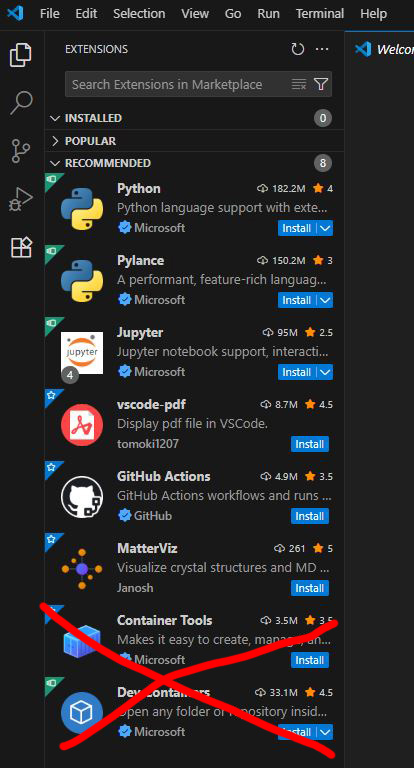 File Edit Selection View Go Run Terminal Help
EXTENSIONS
Welcom
Search Extensions in Marketplace
INSTALLED 0
POPULAR
RECOMMENDED 8
Python 182.2M 4
Python language support with exte...
Microsoft Install
Pylance 150.2M 3
A performant, feature-rich languag...
Microsoft Install
Jupyter 95M 2.5
jupyter
Jupyter notebook support, interacti...
4 Microsoft Install
vscode-pdf 8.7M 4.5
Display pdf file in VSCode.
tomoki1207 Install
GitHub Actions 4.9M 3.5
GitHub Actions workflows and runs ...
GitHub Install
MatterViz 261 5
Visualize crystal structures and MD ...
Janosh Install
Container Tools 3.5M 3.5
Makes it easy to create, manage, an...
Microsoft Install
Dev Containers 33.1M 4.5
Open any folder or repository insid...
Microsoft Install